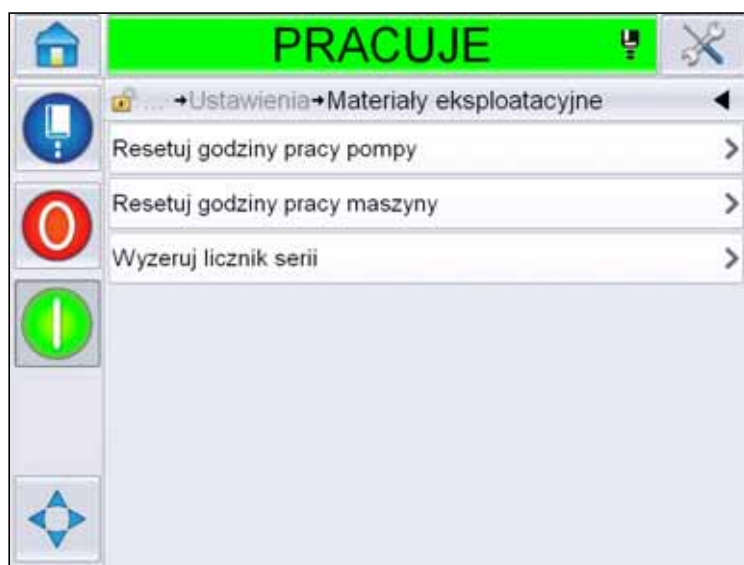 PRACUJE
... →Ustawienia→Materiały eksploatacyjne
Resetuj godziny pracy pompy
Resetuj godziny pracy maszyny
Wyzeruj licznik serii